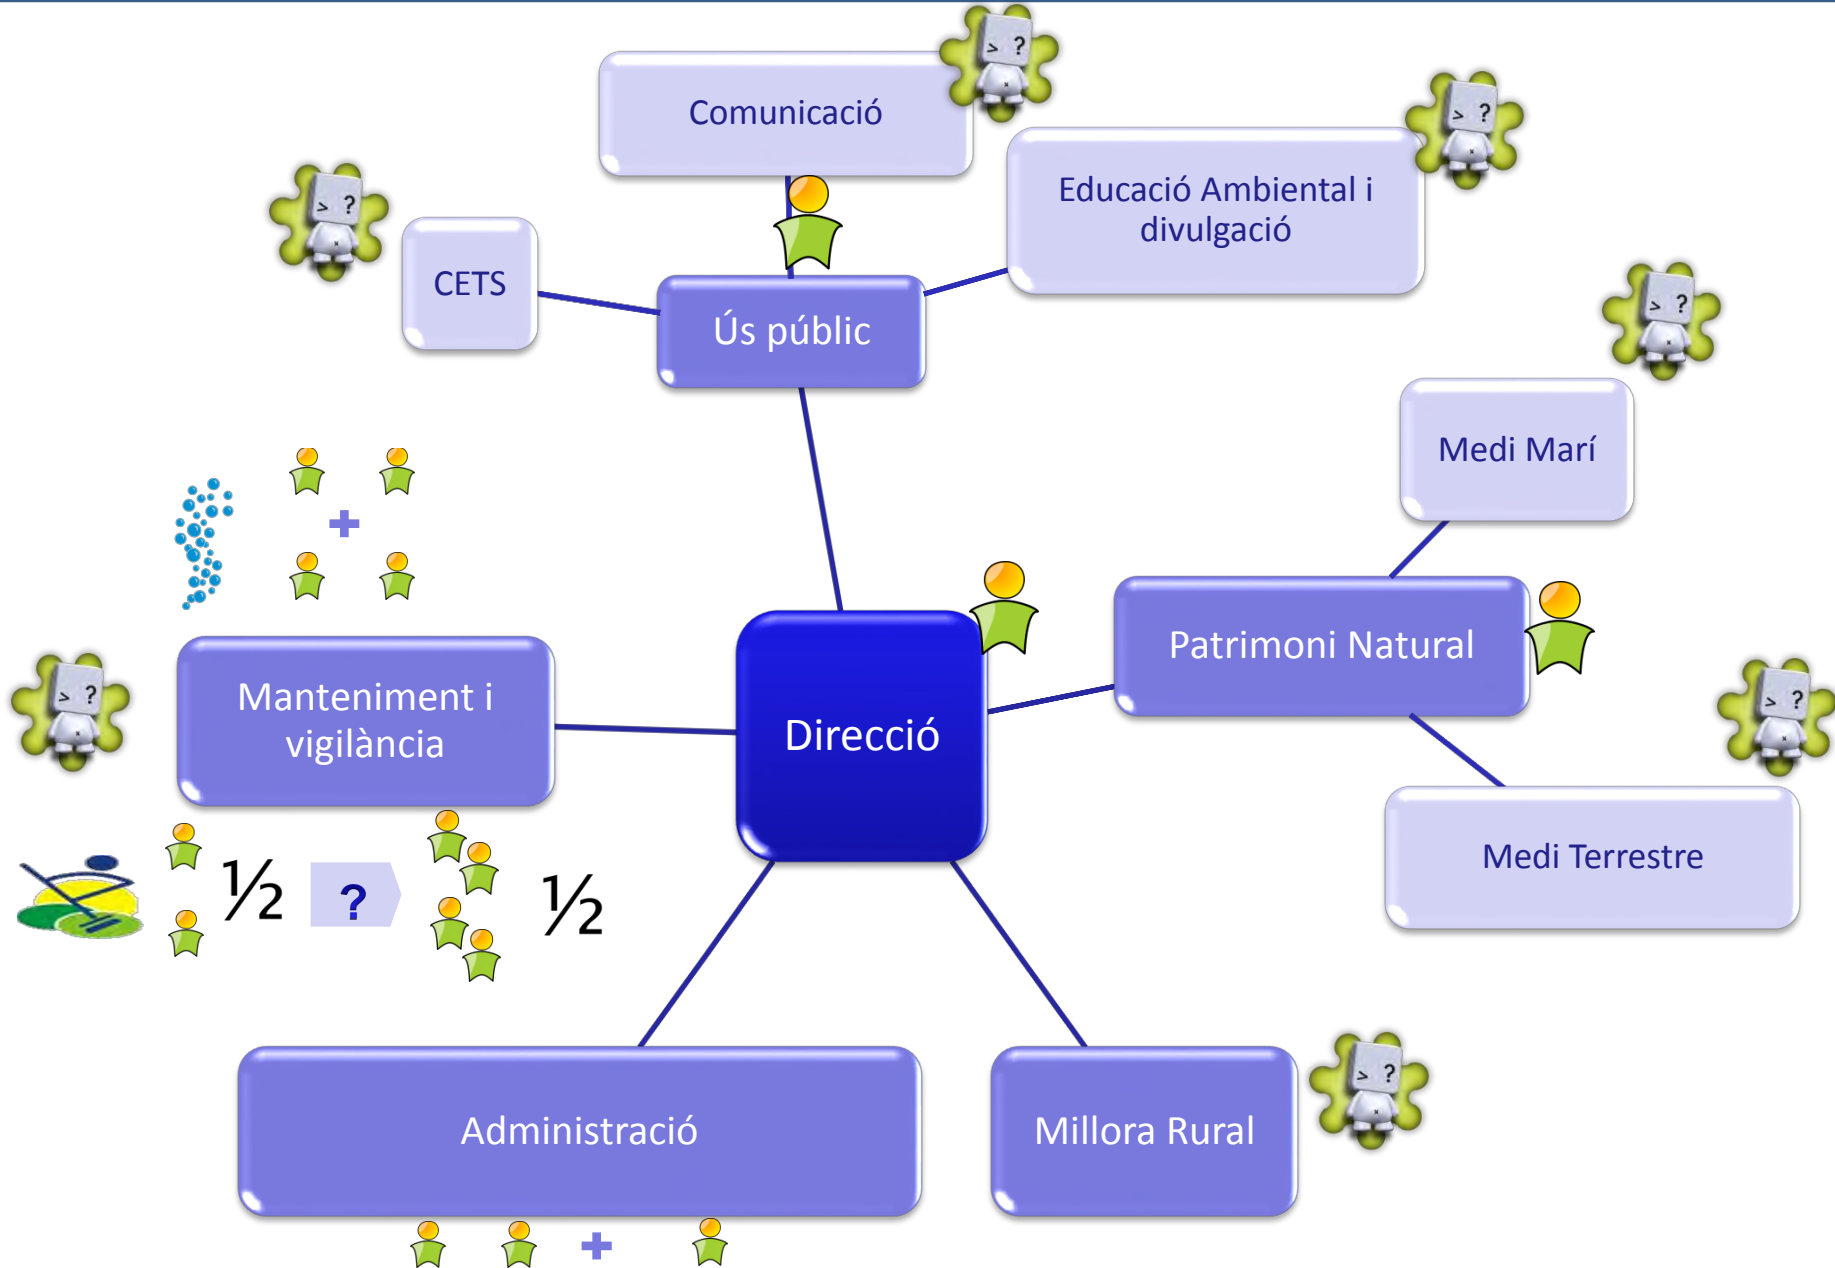 > ?
Comunicació
> ?
Educació Ambiental i
divulgació
> ?
CETS
Ús públic
> ?
Medi Marí
Patrimoni Natural
> ?
Manteniment i
vigilància
> ?
Direcció
Medi Terrestre
½
?
½
Administració
Millora Rural
> ?